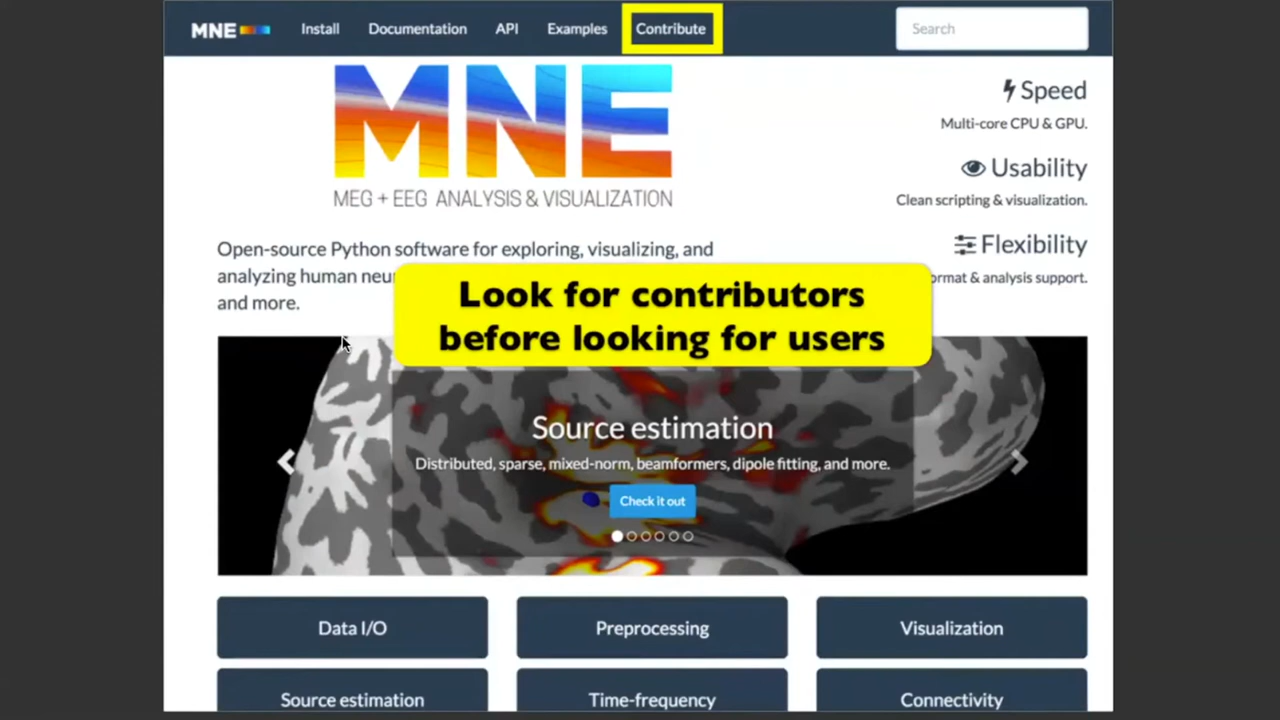 MNE Install Documentation API Examples Contribute Search
MNE
MEG + EEG ANALYSIS & VISUALIZATION
Speed
Multi-core CPU & GPU.
Usability
Clean scripting & visualization.
Flexibility
format & analysis support.
Open-source Python software for exploring, visualizing, and
analyzing human
and more.
Look for contributors
before looking for users
Source estimation
Distributed, sparse, mixed-norm, beamformers, dipole fitting, and more.
Check it out
Data I/O Preprocessing Visualization
Source estimation Time-frequency Connectivity